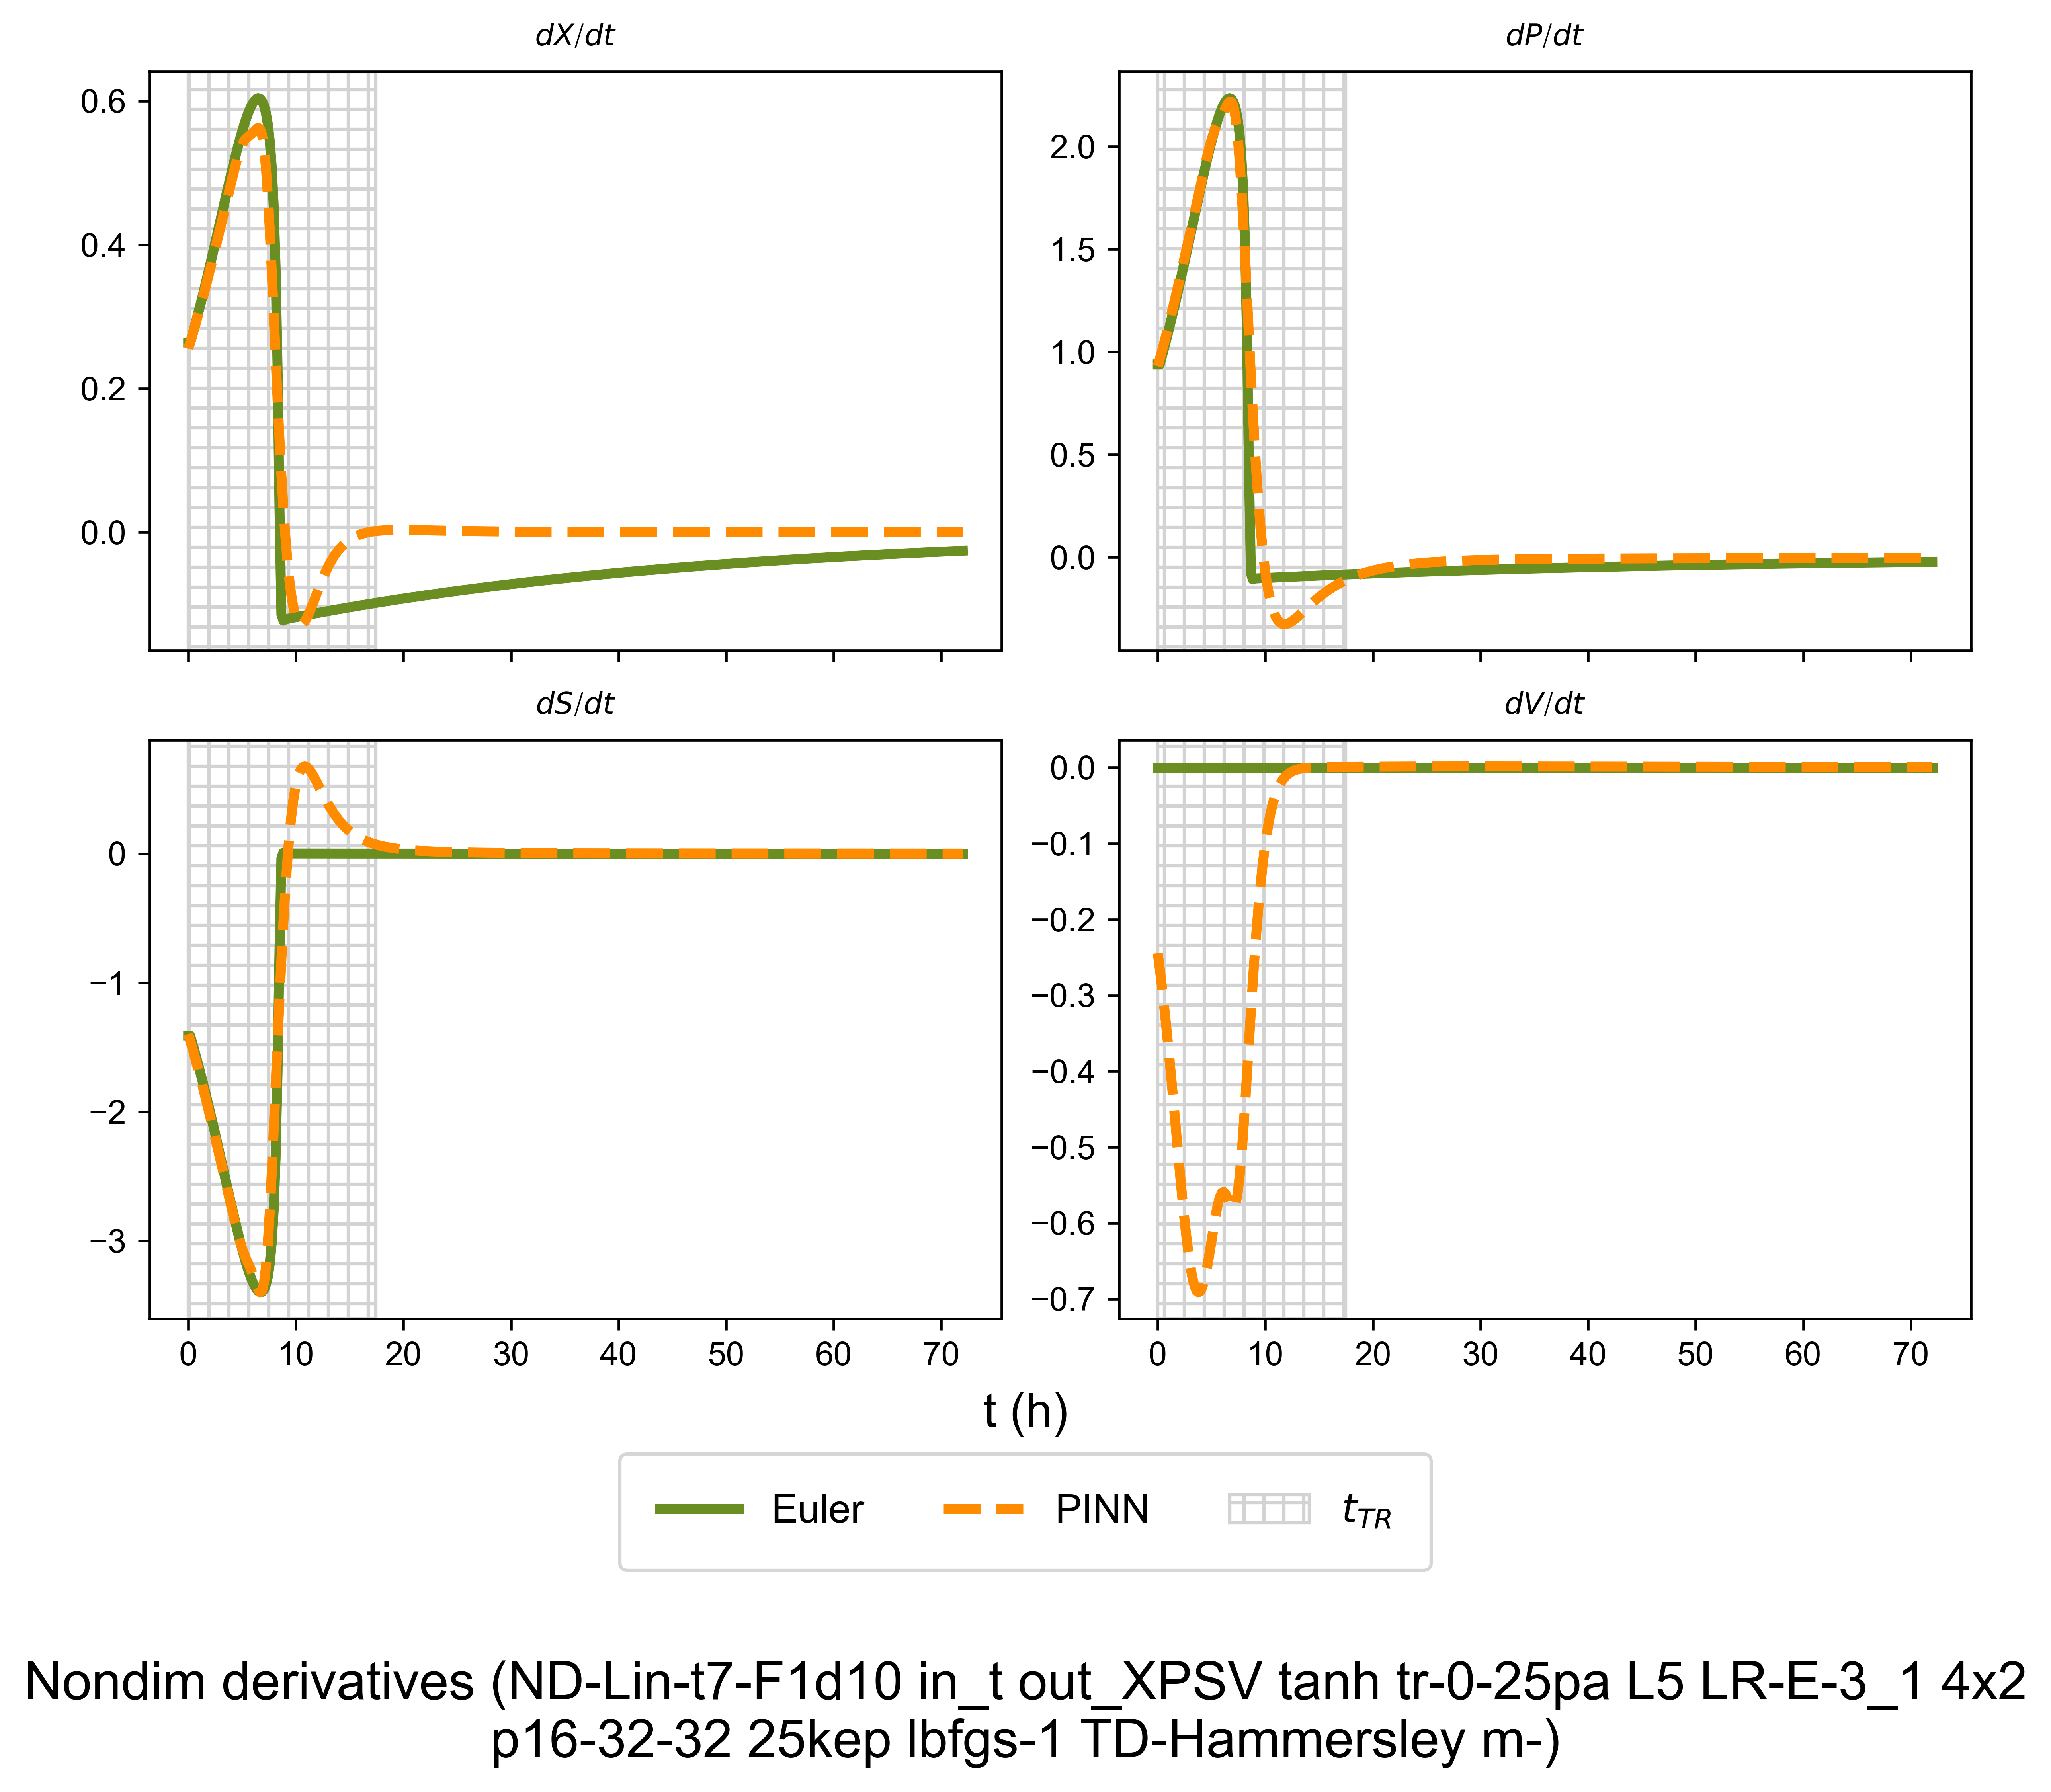 dX/dt
dP/dt
0.6
0.4
0.2
0.0
2.0
1.5
1.0
0.5
0.0
dS/dt
dV/dt
0
−1
−2
−3
0.0
−0.1
−0.2
−0.3
−0.4
−0.5
−0.6
−0.7
0 10 20 30 40 50 60 70
0 10 20 30 40 50 60 70
t (h)
Euler PINN t_{TR}
Nondim derivatives (ND-Lin-t7-F1d10 in_t out_XPSV tanh tr-0-25pa L5 LR-E-3_1 4x2
p16-32-32 25kep lbfgs-1 TD-Hammersley m-)